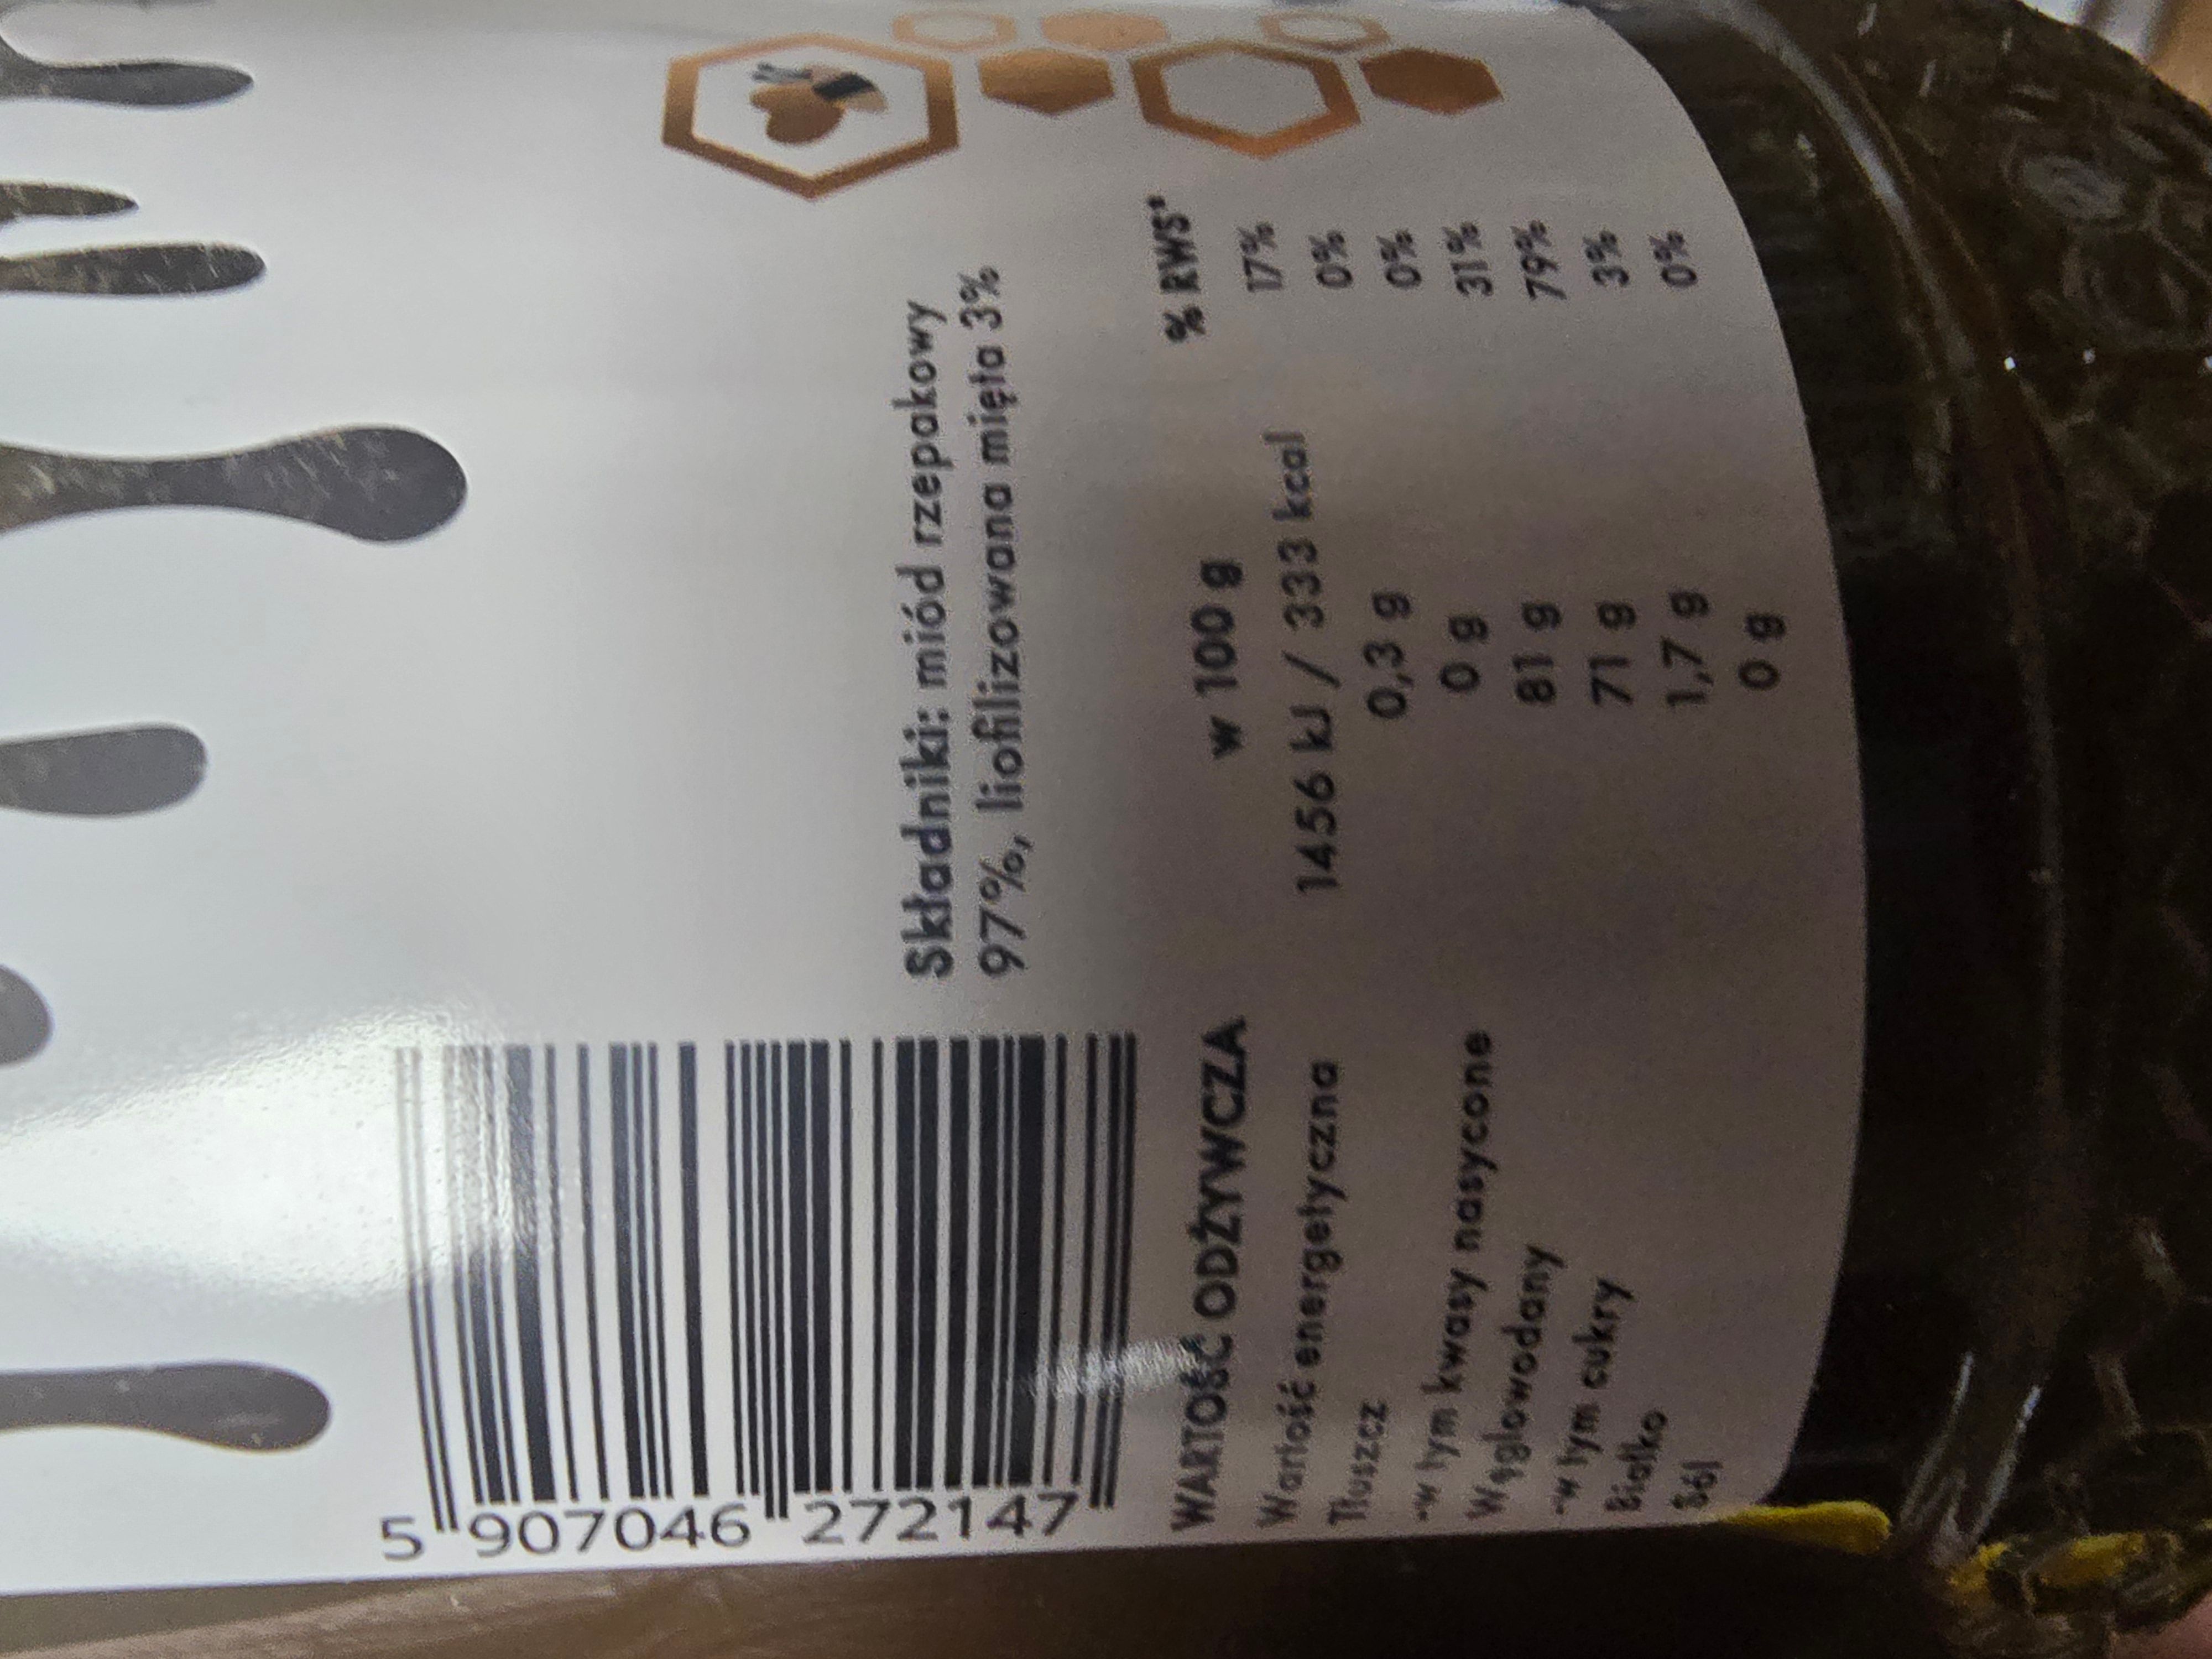 Składniki: miód rzepakowy
97%, liofilizowana mięta 3%
5 907046 272147
WARTOŚĆ ODŻYWCZA w 100 g % RWS*
Wartość energetyczna 1456 kJ / 333 kcal 17%
Tłuszcz 0,3 g 0%
-w tym kwasy nasycone 0 g 0%
Węglowodany 81 g 31%
-w tym cukry 71 g 79%
Białko 1,7 g 3%
Sól 0 g 0%